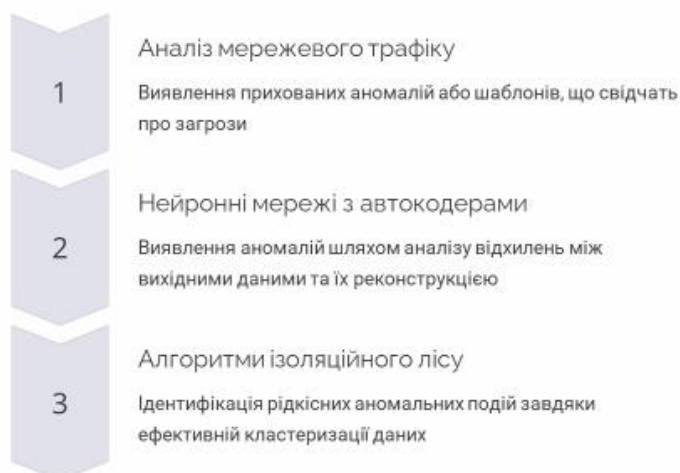 1
Аналіз мережевого трафіку
Виявлення прихованих аномалій або шаблонів, що свідчать
про загрози
2
Нейронні мережі з автокодерами
Виявлення аномалій шляхом аналізу відхилень між
вихідними даними та їх реконструкцією
3
Алгоритми ізоляційного лісу
Ідентифікація рідкісних аномальних подій завдяки
ефективній кластеризації даних